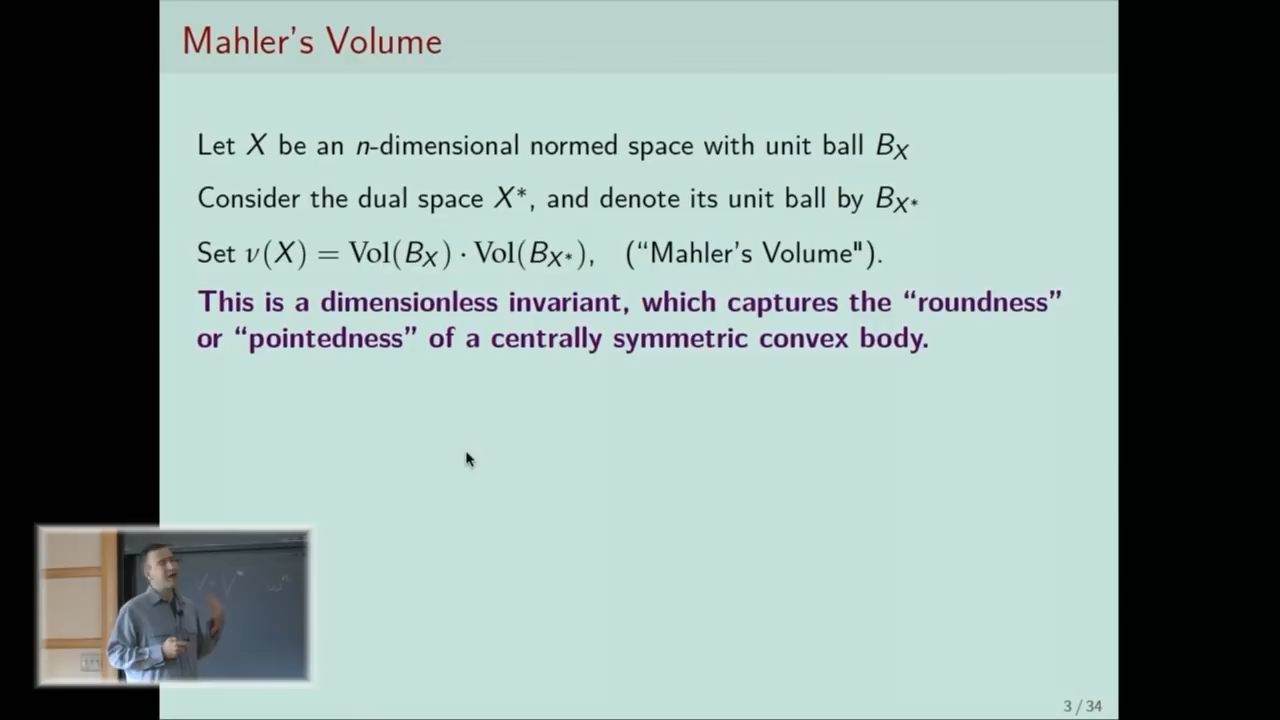 Mahler's Volume
Let X be an n-dimensional normed space with unit ball B_X
Consider the dual space X*, and denote its unit ball by B_{X*}
Set ν(X) = Vol(B_X) · Vol(B_{X*}), (“Mahler's Volume").
This is a dimensionless invariant, which captures the “roundness”
or “pointedness” of a centrally symmetric convex body.
3 / 34